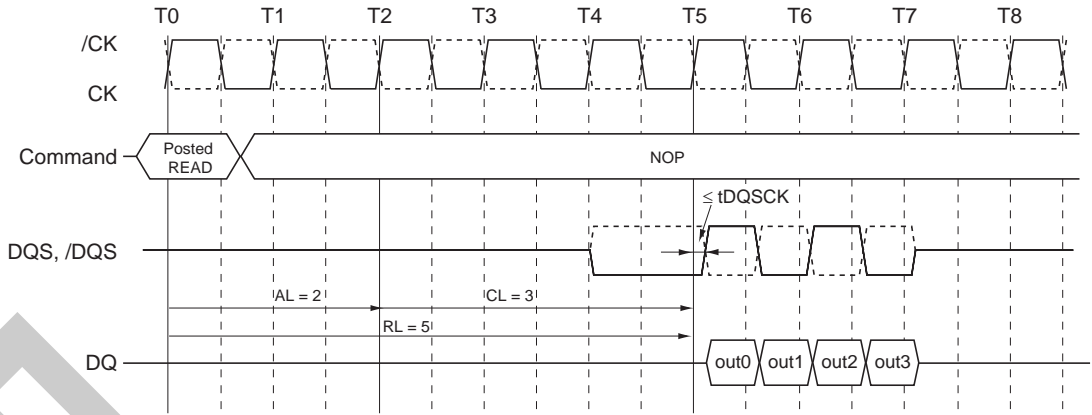 T0 T1 T2 T3 T4 T5 T6 T7 T8
/CK
CK
Command
Posted
READ
NOP
≤ tDQSCK
DQS, /DQS
AL = 2
CL = 3
RL = 5
DQ
out0 out1 out2 out3